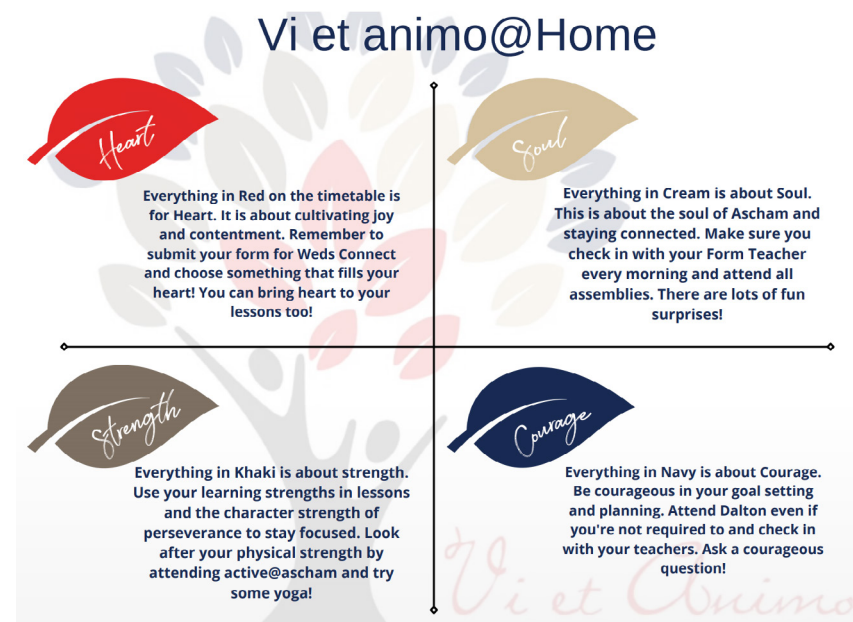 Vi et animo@Home
Heart
Everything in Red on the timetable is
for Heart. It is about cultivating joy
and contentment. Remember to
submit your form for Weds Connect
and choose something that fills your
heart! You can bring heart to your
lessons too!
Soul
Everything in Cream is about Soul.
This is about the soul of Ascham and
staying connected. Make sure you
check in with your Form Teacher
every morning and attend all
assemblies. There are lots of fun
surprises!
Strength
Everything in Khaki is about strength.
Use your learning strengths in lessons
and the character strength of
perseverance to stay focused. Look
after your physical strength by
attending active@ascham and try
some yoga!
Courage
Everything in Navy is about Courage.
Be courageous in your goal setting
and planning. Attend Dalton even if
you're not required to and check in
with your teachers. Ask a courageous
question!
Vi et Animo